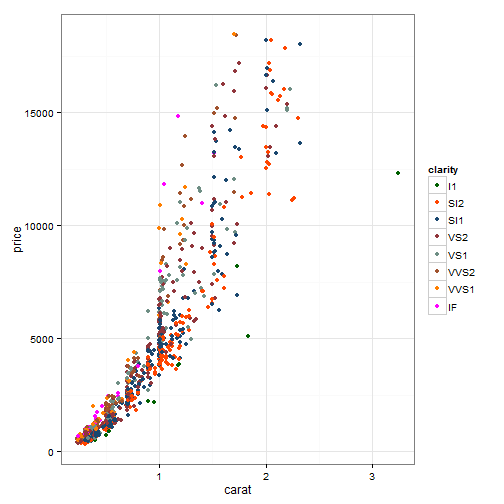 15000
10000
5000
0
price
1 2 3
carat
clarity
I1
SI2
SI1
VS2
VS1
VVS2
VVS1
IF